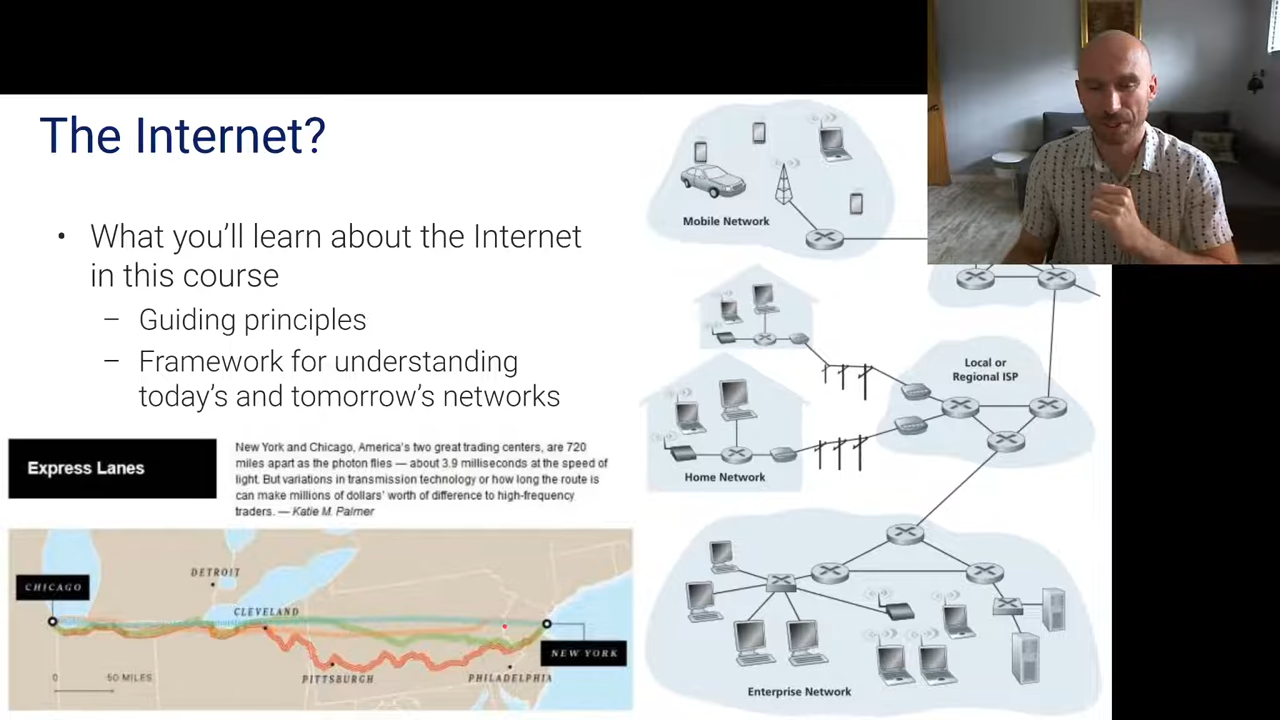 The Internet?
• What you'll learn about the Internet
in this course
– Guiding principles
– Framework for understanding
today's and tomorrow's networks
Express Lanes
New York and Chicago, America's two great trading centers, are 720
miles apart as the photon flies — about 3.9 milliseconds at the speed of
light. But variations in transmission technology or how long the route is
can make millions of dollars' worth of difference to high-frequency
traders. — Katie M. Palmer
CHICAGO
DETROIT
CLEVELAND
NEW YORK
0 50 MILES
PITTSBURGH
PHILADELPHIA
Mobile Network
Local or
Regional ISP
Home Network
Enterprise Network